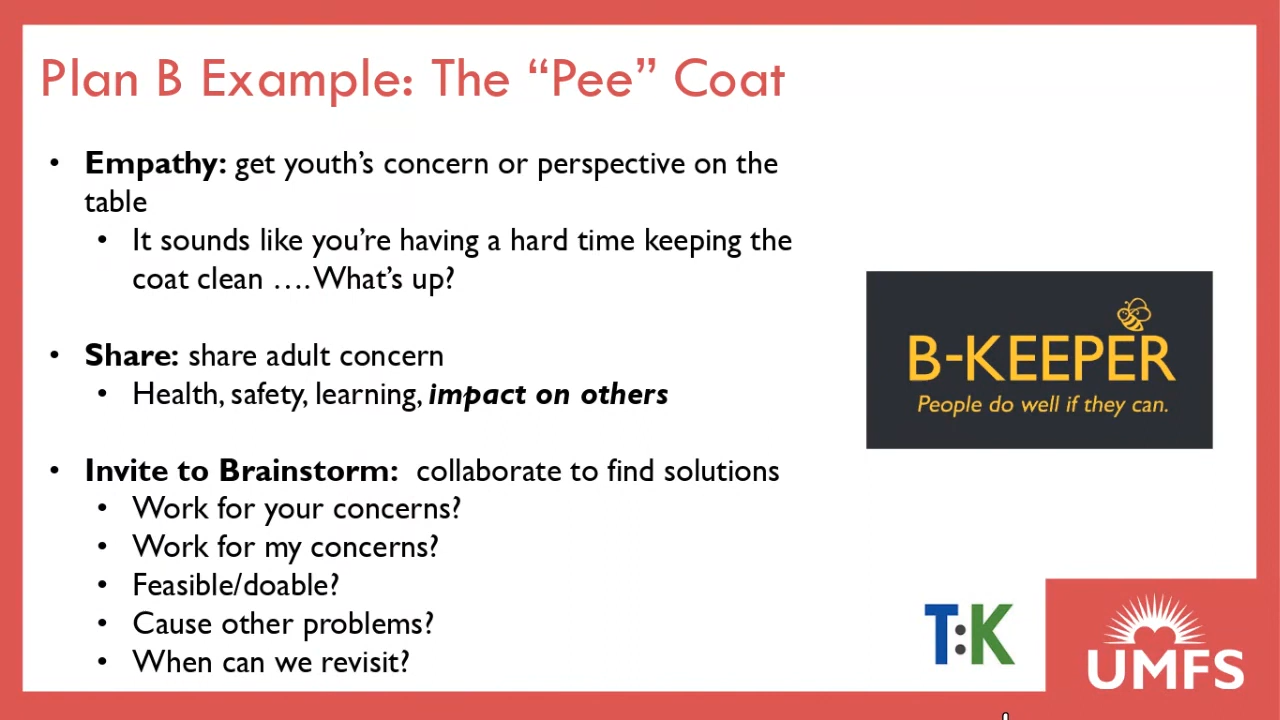 Plan B Example: The “Pee” Coat
• Empathy: get youth’s concern or perspective on the
table
• It sounds like you’re having a hard time keeping the
coat clean ….What’s up?
• Share: share adult concern
• Health, safety, learning, impact on others
• Invite to Brainstorm: collaborate to find solutions
• Work for your concerns?
• Work for my concerns?
• Feasible/doable?
• Cause other problems?
• When can we revisit?
B-KEEPER
People do well if they can.
T:K
UMFS